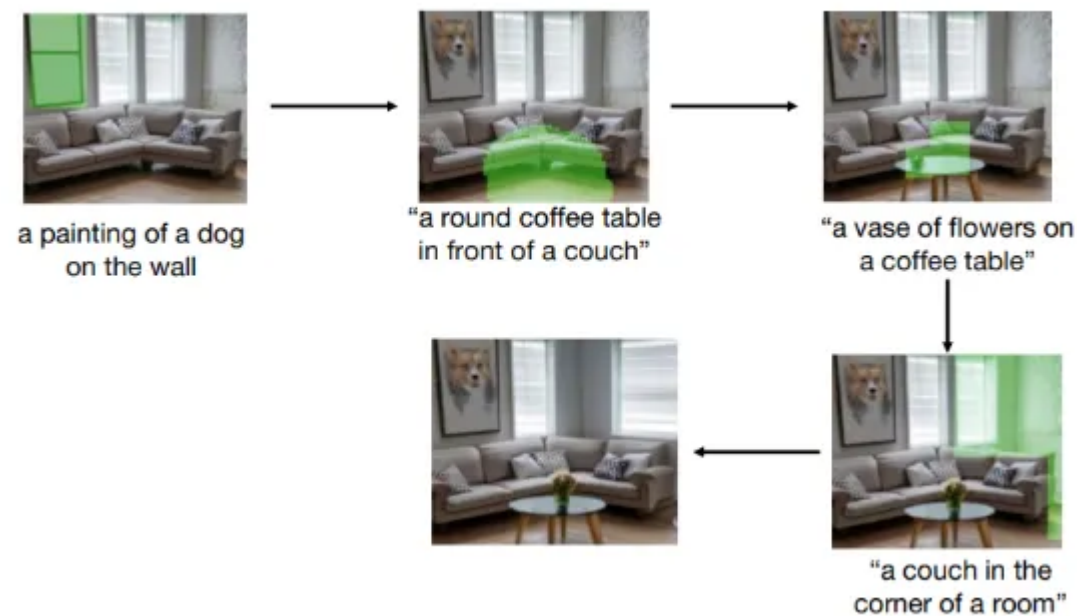 a painting of a dog
on the wall
“a round coffee table
in front of a couch”
“a vase of flowers on
a coffee table”
“a couch in the
corner of a room”